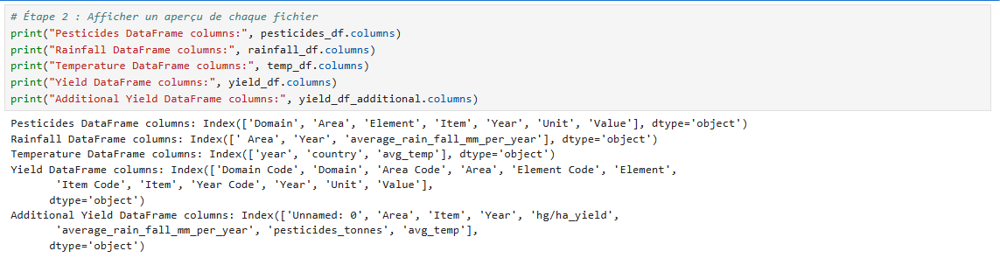 # Étape 2 : Afficher un aperçu de chaque fichier
print("Pesticides DataFrame columns:", pesticides_df.columns)
print("Rainfall DataFrame columns:", rainfall_df.columns)
print("Temperature DataFrame columns:", temp_df.columns)
print("Yield DataFrame columns:", yield_df.columns)
print("Additional Yield DataFrame columns:", yield_df_additional.columns)
Pesticides DataFrame columns: Index(['Domain', 'Area', 'Element', 'Item', 'Year', 'Unit', 'Value'], dtype='object')
Rainfall DataFrame columns: Index([' Area', 'Year', 'average_rain_fall_mm_per_year'], dtype='object')
Temperature DataFrame columns: Index(['year', 'country', 'avg_temp'], dtype='object')
Yield DataFrame columns: Index(['Domain Code', 'Domain', 'Area Code', 'Area', 'Element Code', 'Element',
       'Item Code', 'Item', 'Year Code', 'Year', 'Unit', 'Value'],
      dtype='object')
Additional Yield DataFrame columns: Index(['Unnamed: 0', 'Area', 'Item', 'Year', 'hg/ha_yield',
       'average_rain_fall_mm_per_year', 'pesticides_tonnes', 'avg_temp'],
      dtype='object')